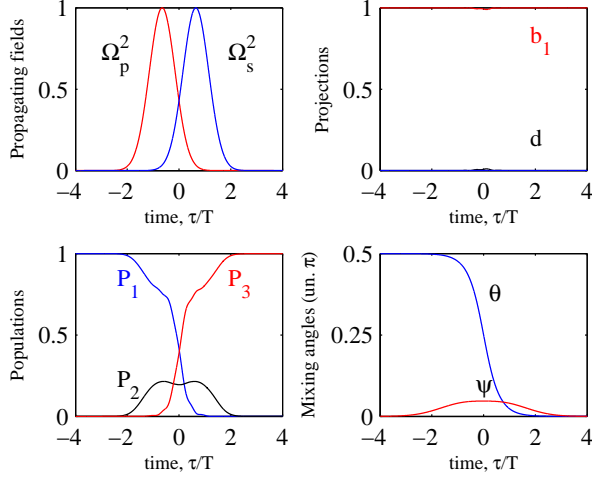 Propagating fields
1
0.5
0
Ω_p^2
Ω_s^2
−4 −2 0 2 4
time, τ/T
Projections
1
0.5
0
b_1
d
−4 −2 0 2 4
time, τ/T
Populations
1
0.5
0
P_1
P_3
P_2
−4 −2 0 2 4
time, τ/T
Mixing angles (un. π)
0.5
0.25
0
θ
ψ
−4 −2 0 2 4
time, τ/T